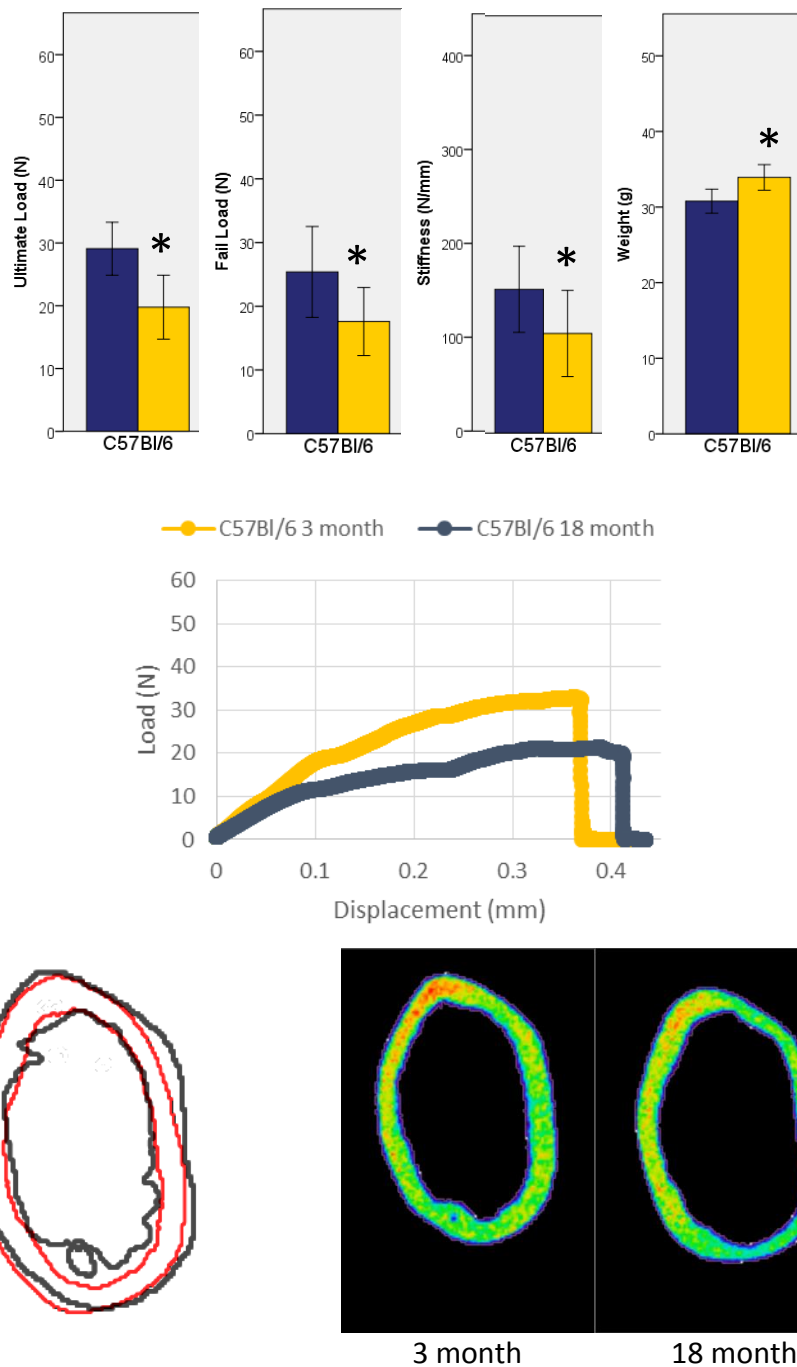 Ultimate Load (N)
60
50
40
30
20
10
0
C57Bl/6
Fail Load (N)
60
50
40
30
20
10
0
C57Bl/6
Stiffness (N/mm)
400
300
200
100
0
C57Bl/6
Weight (g)
50
40
30
20
10
0
C57Bl/6
*
*
*
*
C57Bl/6 3 month C57Bl/6 18 month
Load (N)
60
50
40
30
20
10
0
0 0.1 0.2 0.3 0.4
Displacement (mm)
3 month 18 month